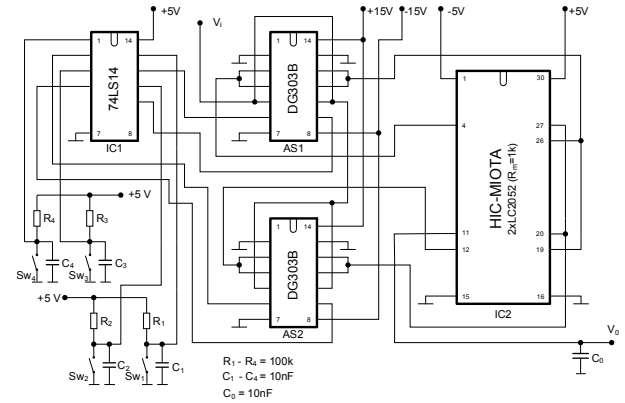 +5V
+15V
-15V
-5V
+5V
Vi
1 14
74LS14
7 8
IC1
1 14
DG303B
7 8
AS1
1 30
4 27
26
HIC-MIOTA
2xLC2052 (Rm=1k)
11 20
12 19
15 16
IC2
1 14
DG303B
7 8
AS2
+5 V
R4
R3
C4
C3
Sw4
Sw3
+5 V
R2
R1
C2
C1
Sw2
Sw1
R1 - R4 = 100k
C1 - C4 = 10nF
C0 = 10nF
V0
C0